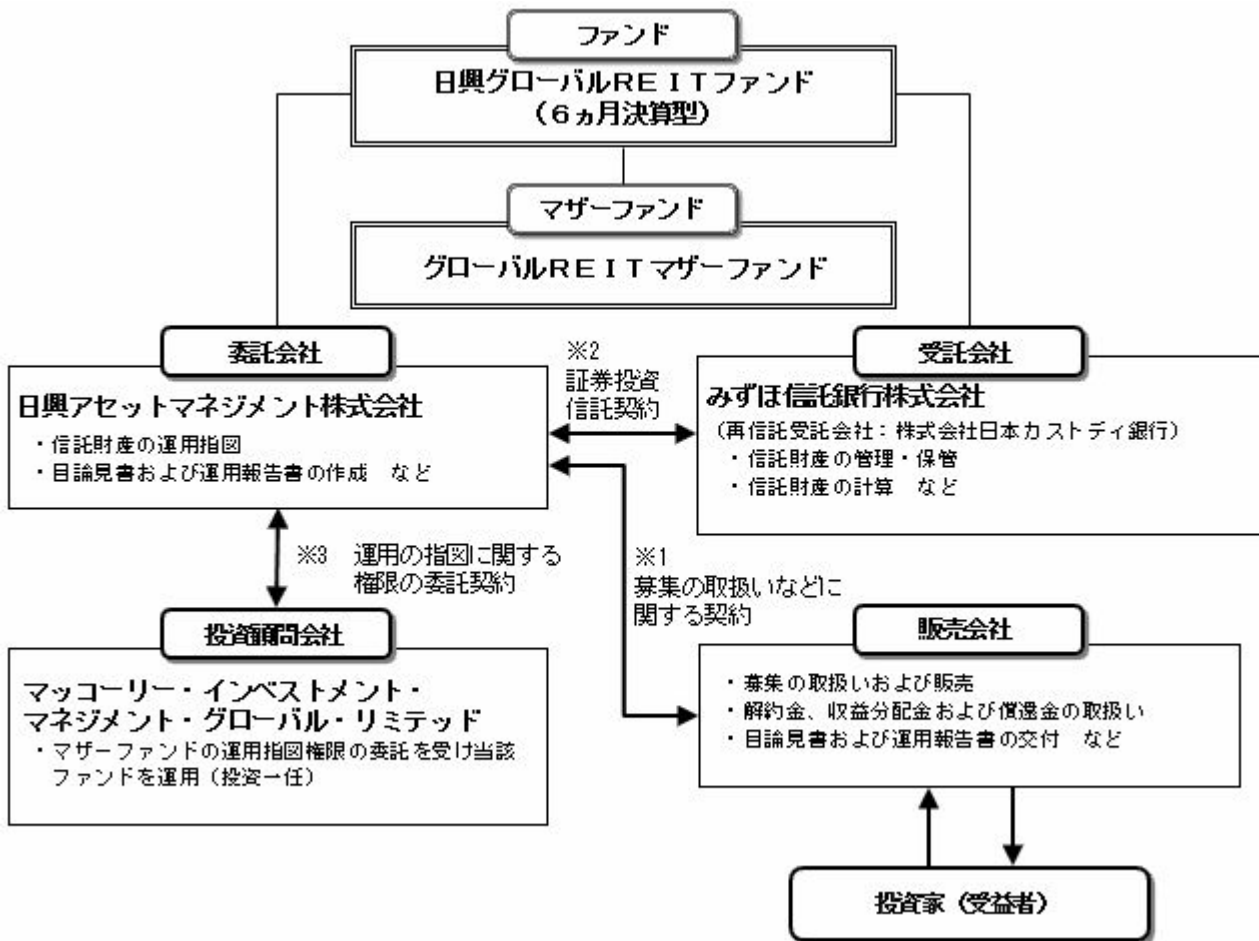 ファンド
日興グローバルREITファンド
(6ヵ月決算型)
マザーファンド
グローバルREITマザーファンド
委託会社
日興アセットマネジメント株式会社
・信託財産の運用指図
・目論見書および運用報告書の作成 など
※2
証券投資
信託契約
受託会社
みずほ信託銀行株式会社
(再信託受託会社:株式会社日本カストディ銀行)
・信託財産の管理・保管
・信託財産の計算 など
※3 運用の指図に関する
権限の委託契約
※1
募集の取扱いなどに
関する契約
投資顧問会社
マッコーリー・インベストメント・
マネジメント・グローバル・リミテッド
・マザーファンドの運用指図権限の委託を受け当該
ファンドを運用(投資一任)
販売会社
・募集の取扱いおよび販売
・解約金、収益分配金および償還金の取扱い
・目論見書および運用報告書の交付 など
投資家(受益者)